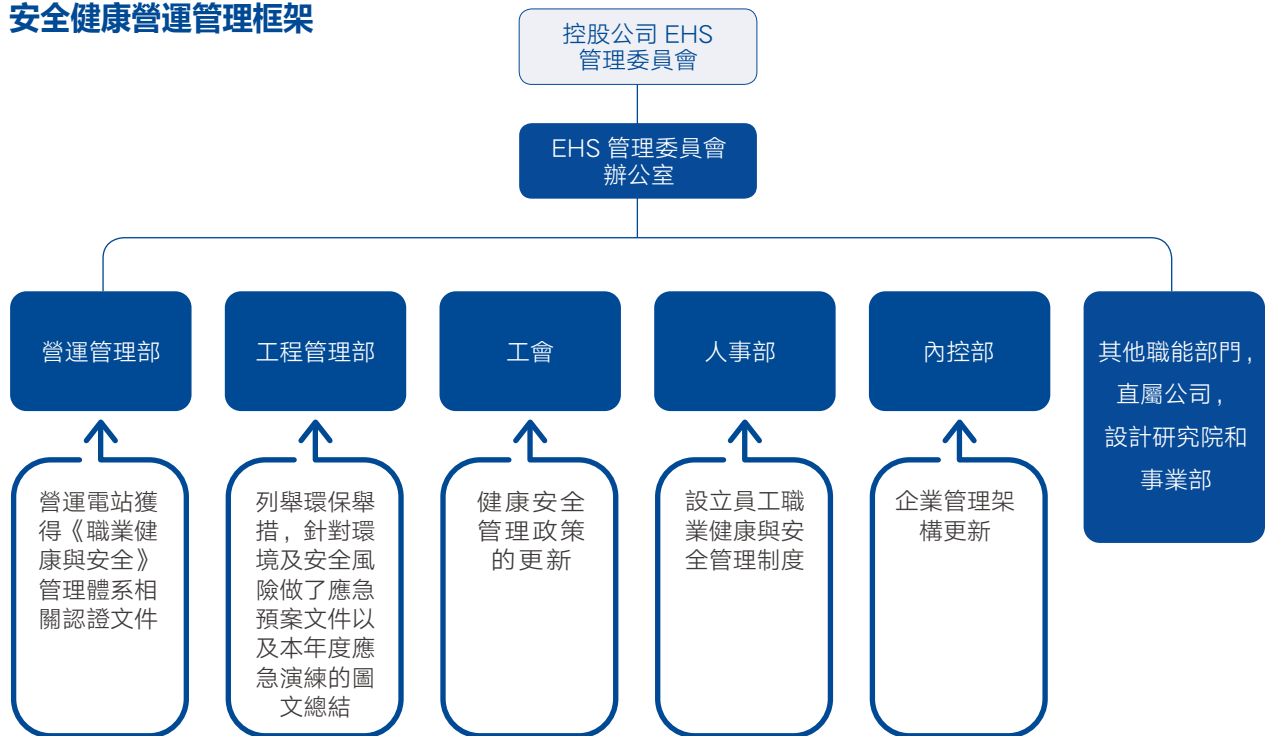 安全健康營運管理框架
控股公司 EHS
管理委員會
EHS 管理委員會
辦公室
營運管理部
工程管理部
工會
人事部
內控部
其他職能部門，
直屬公司，
設計研究院和
事業部
營運電站獲
得《職業健
康與安全》
管理體系相
關認證文件
列舉環保舉
措，針對環
境及安全風
險做了應急
預案文件以
及本年度應
急演練的圖
文總結
健康安全
管理政策
的更新
設立員工職
業健康與安
全管理制度
企業管理架
構更新